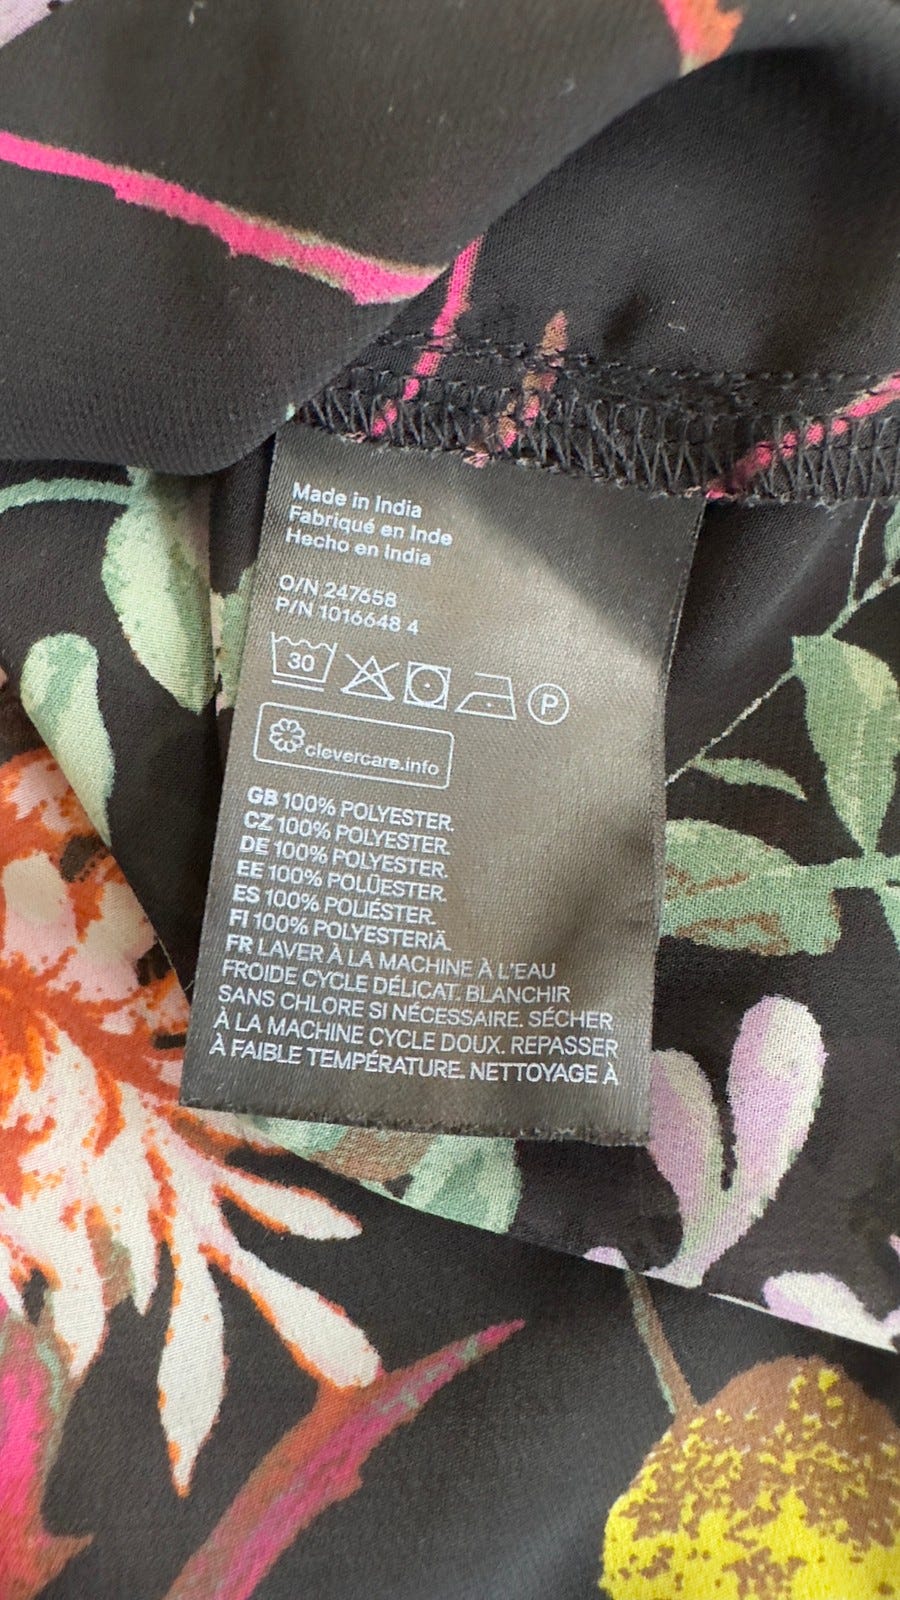 Made in India
Fabriqué en Inde
Hecho en India
O/N 247658
P/N 1016648 4
30 P
clevercare.info
GB 100% POLYESTER.
CZ 100% POLYESTER.
DE 100% POLYESTER.
EE 100% POLÜESTER.
ES 100% POLIÉSTER.
FI 100% POLYESTERIÄ.
FR LAVER À LA MACHINE À L'EAU
FROIDE CYCLE DÉLICAT. BLANCHIR
SANS CHLORE SI NÉCESSAIRE. SÉCHER
À LA MACHINE CYCLE DOUX. REPASSER
À FAIBLE TEMPÉRATURE. NETTOYAGE À